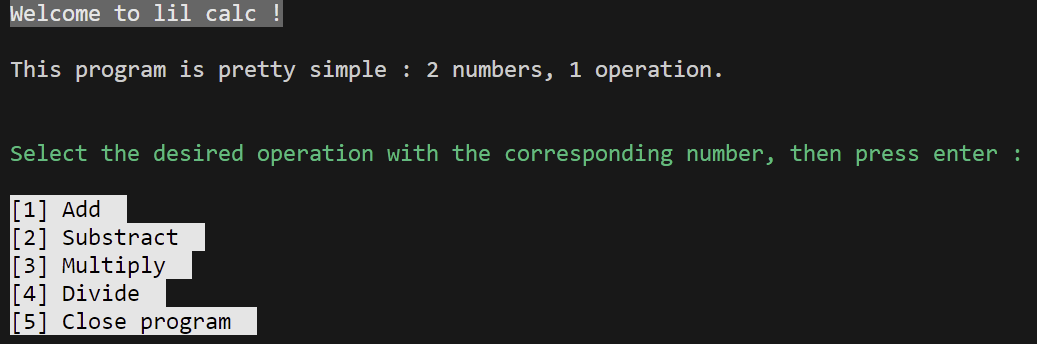 Welcome to lil calc !
This program is pretty simple : 2 numbers, 1 operation.
Select the desired operation with the corresponding number, then press enter :
[1] Add
[2] Substract
[3] Multiply
[4] Divide
[5] Close program